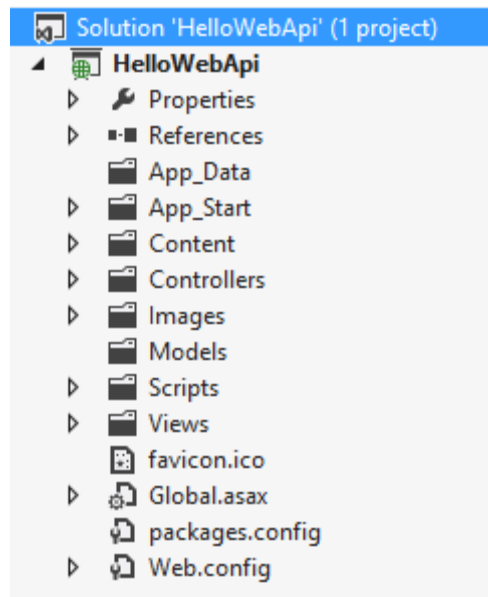 Solution 'HelloWebApi' (1 project)
HelloWebApi
Properties
References
App_Data
App_Start
Content
Controllers
Images
Models
Scripts
Views
favicon.ico
Global.asax
packages.config
Web.config